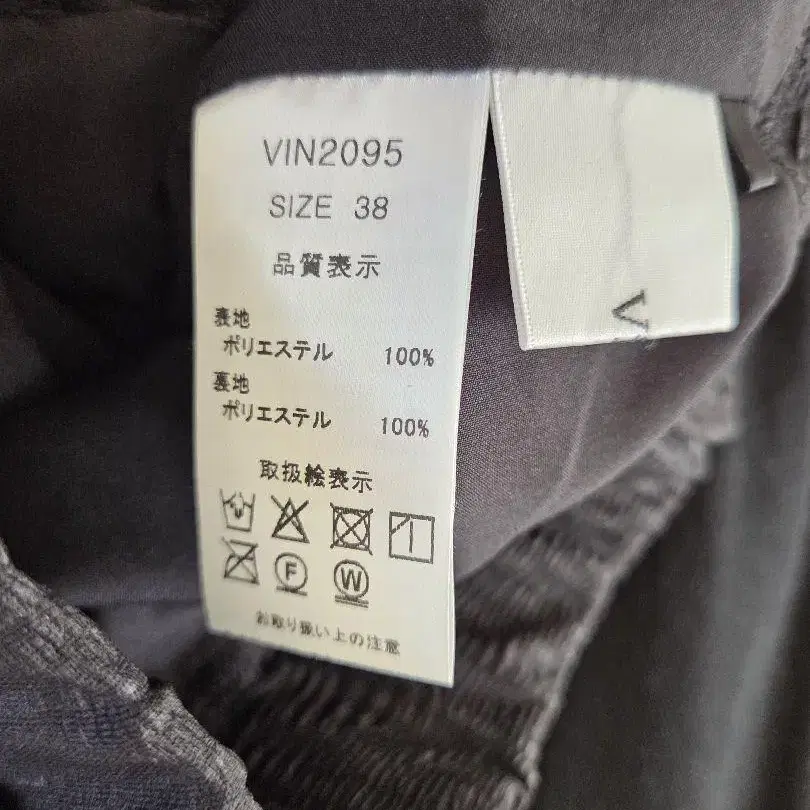 VIN2095
SIZE 38
品質表示
表地
ポリエステル 100%
裏地
ポリエステル 100%
取扱絵表示
F W
お取り扱い上の注意
V